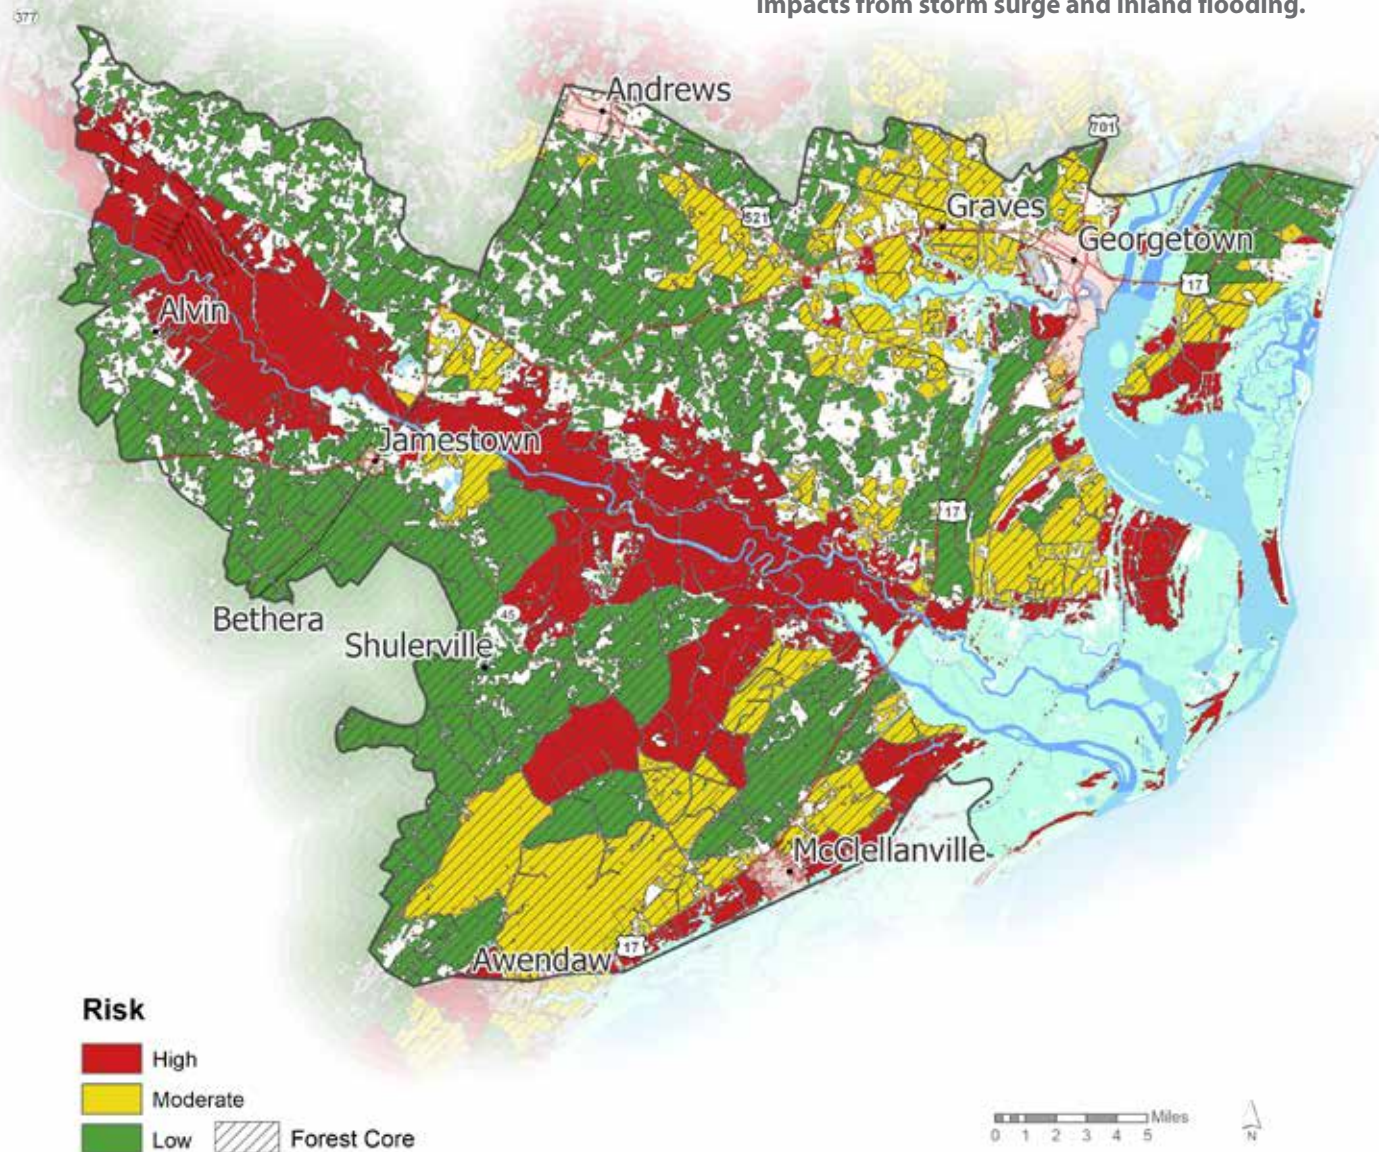 impacts from storm surge and inland flooding.
377
Andrews
701
521
Graves
Georgetown
17
Alvin
Jamestown
17
45
Bethera
Shulerville
McClellanville
17
Awendaw
Risk
High
Moderate
Low
Forest Core
Miles
0 1 2 3 4 5
N